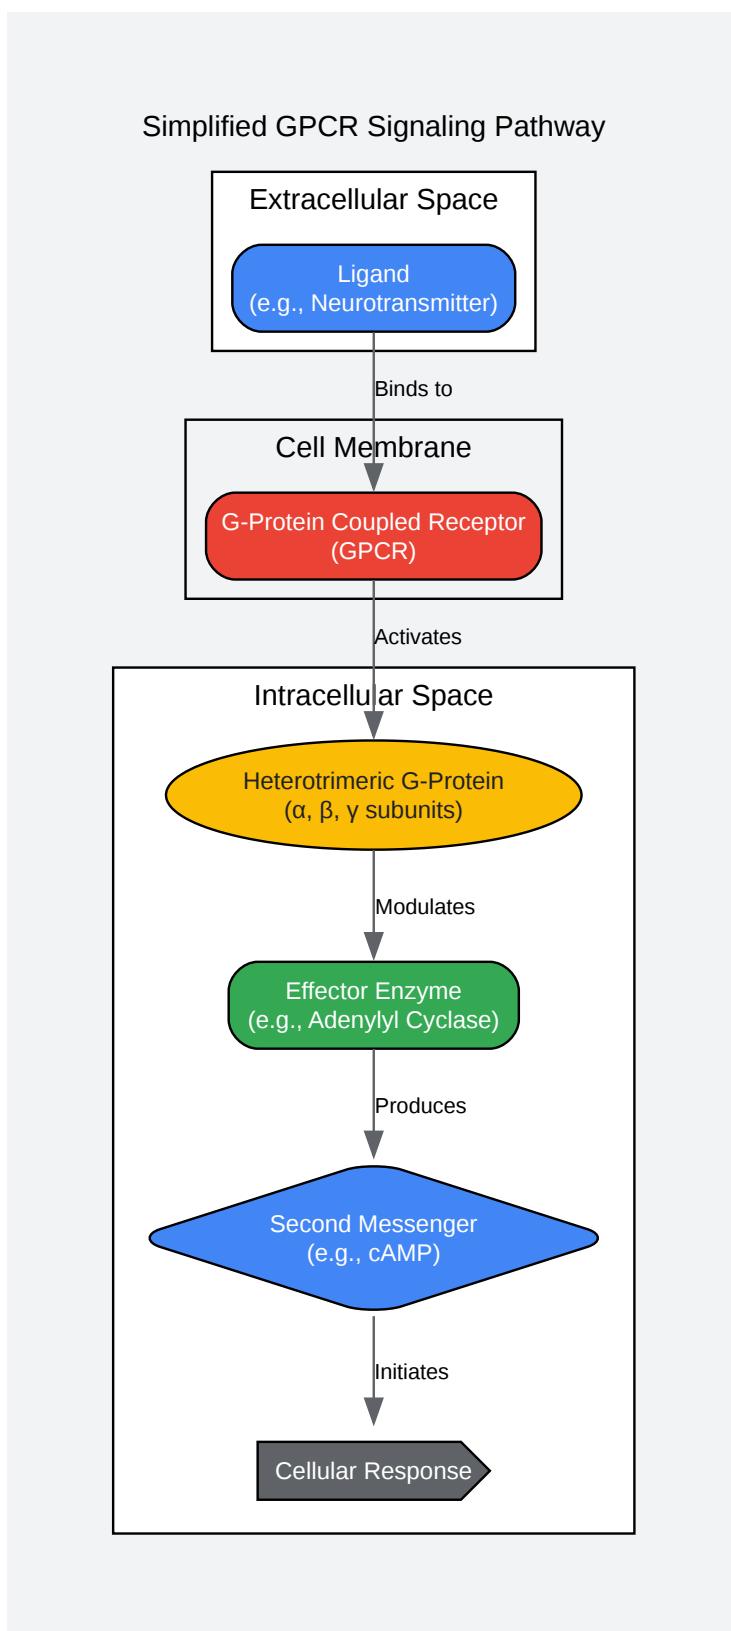 Simplified GPCR Signaling Pathway
Extracellular Space
Ligand
(e.g., Neurotransmitter)
Binds to
Cell Membrane
G-Protein Coupled Receptor
(GPCR)
Activates
Intracellular Space
Heterotrimeric G-Protein
(α, β, γ subunits)
Modulates
Effector Enzyme
(e.g., Adenylyl Cyclase)
Produces
Second Messenger
(e.g., cAMP)
Initiates
Cellular Response